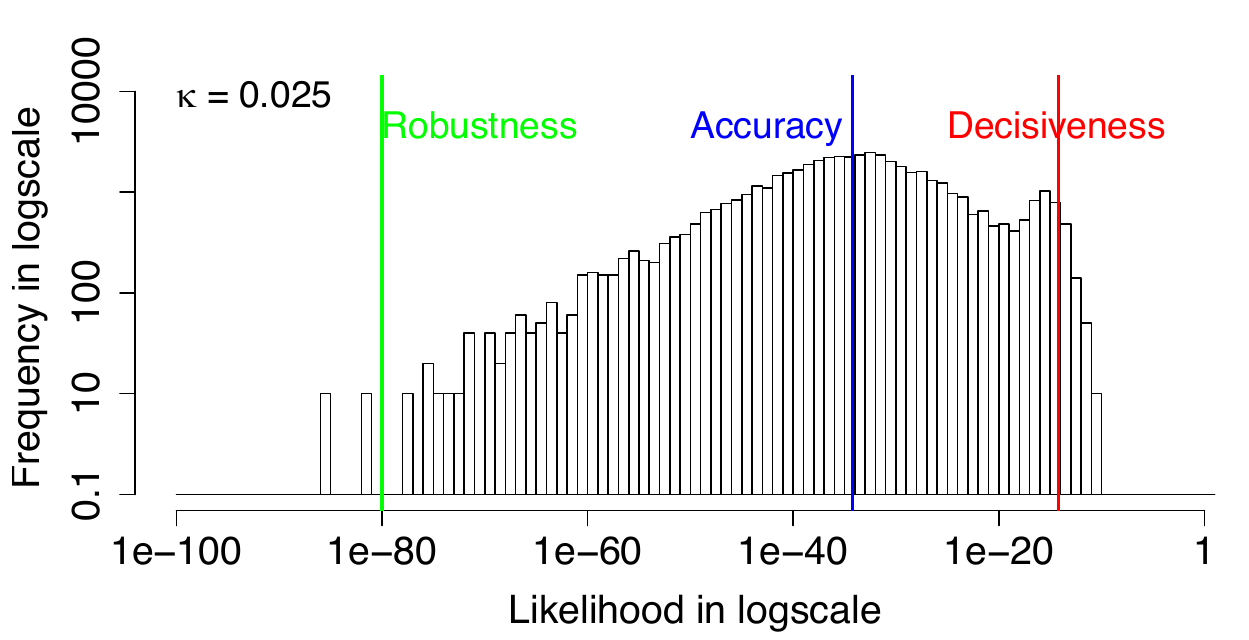 κ = 0.025
Robustness
Accuracy
Decisiveness
Frequency in logscale
10000
100
10
0.1
1e−100
1e−80
1e−60
1e−40
1e−20
1
Likelihood in logscale